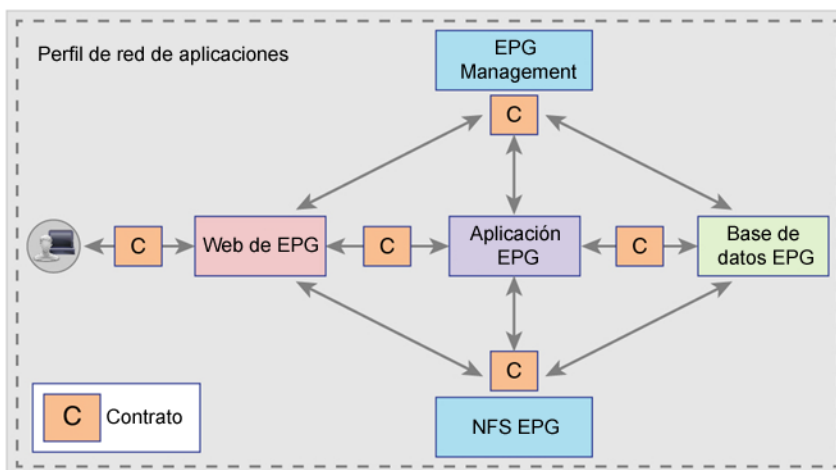 Perfil de red de aplicaciones
EPG
Management
C
C
Web de EPG
C
Aplicación
EPG
C
Base de
datos EPG
C
NFS EPG
C
Contrato